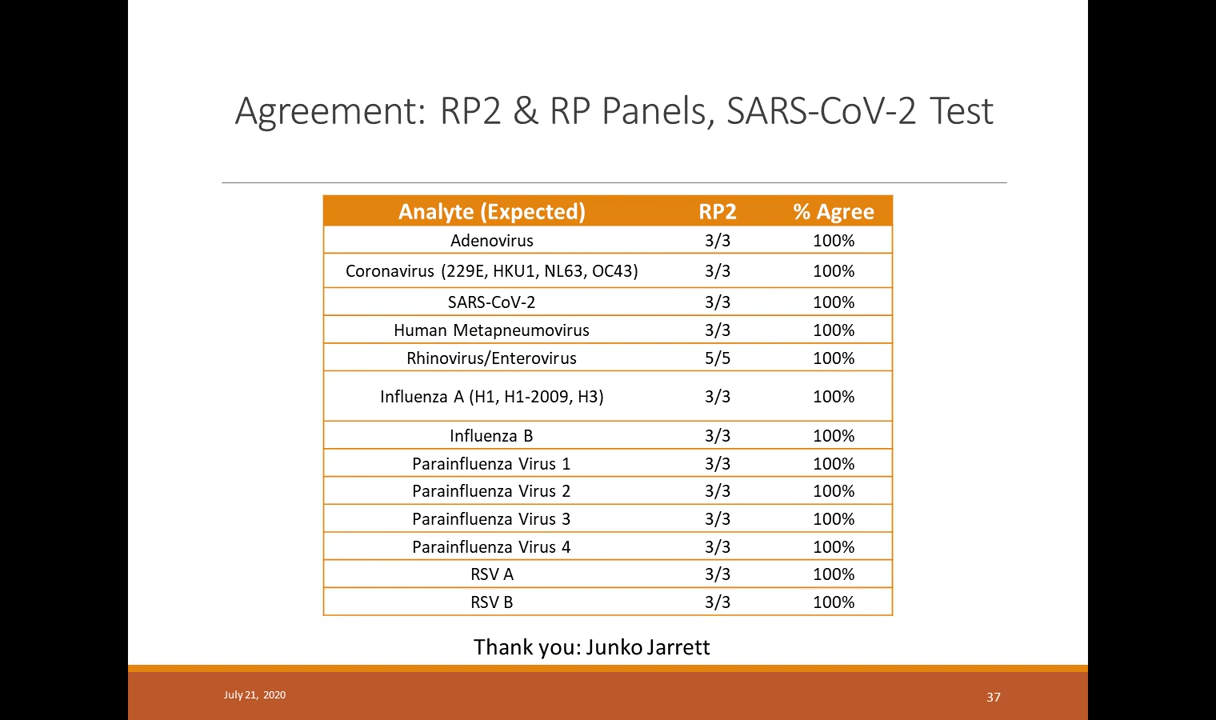 Agreement: RP2 & RP Panels, SARS-CoV-2 Test
Analyte (Expected) RP2 % Agree
Adenovirus 3/3 100%
Coronavirus (229E, HKU1, NL63, OC43) 3/3 100%
SARS-CoV-2 3/3 100%
Human Metapneumovirus 3/3 100%
Rhinovirus/Enterovirus 5/5 100%
Influenza A (H1, H1-2009, H3) 3/3 100%
Influenza B 3/3 100%
Parainfluenza Virus 1 3/3 100%
Parainfluenza Virus 2 3/3 100%
Parainfluenza Virus 3 3/3 100%
Parainfluenza Virus 4 3/3 100%
RSV A 3/3 100%
RSV B 3/3 100%
Thank you: Junko Jarrett
July 21, 2020 37